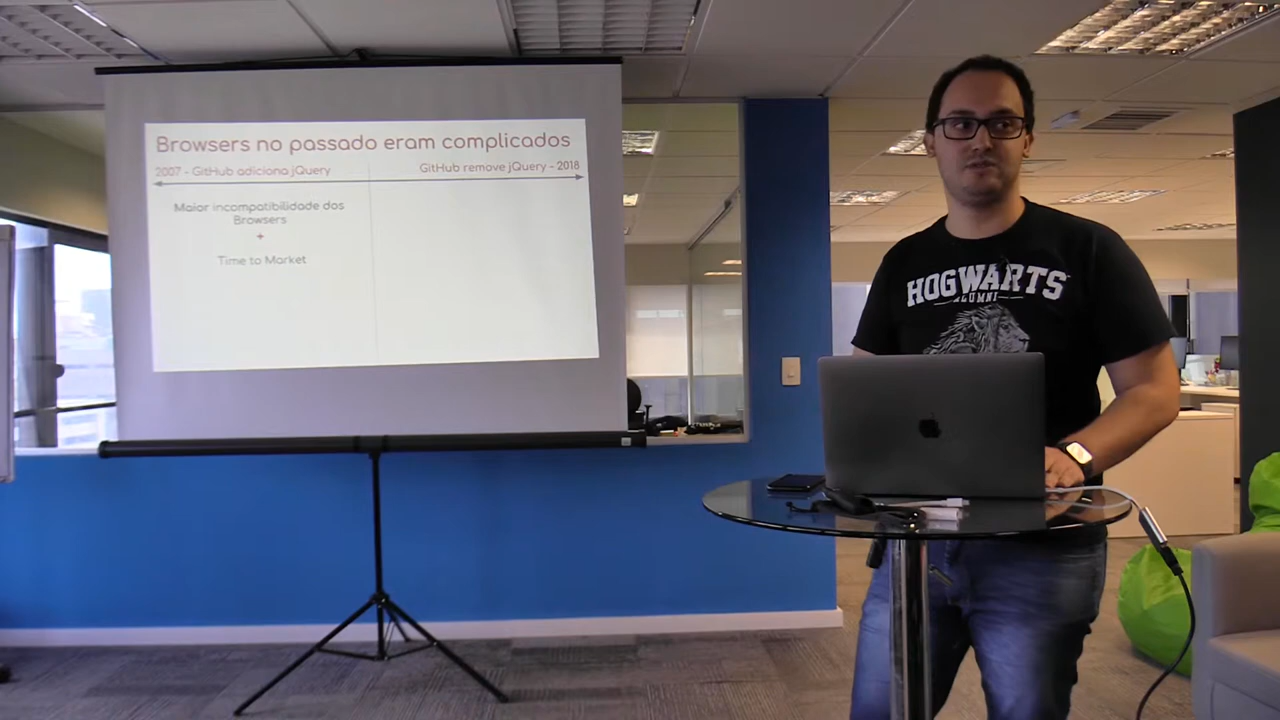 Browsers no passado eram complicados
2007 - GitHub adiciona jQuery
GitHub remove jQuery - 2018
Maior incompatibilidade dos
Browsers
+
Time to Market
HOGWARTS
ALUMNI